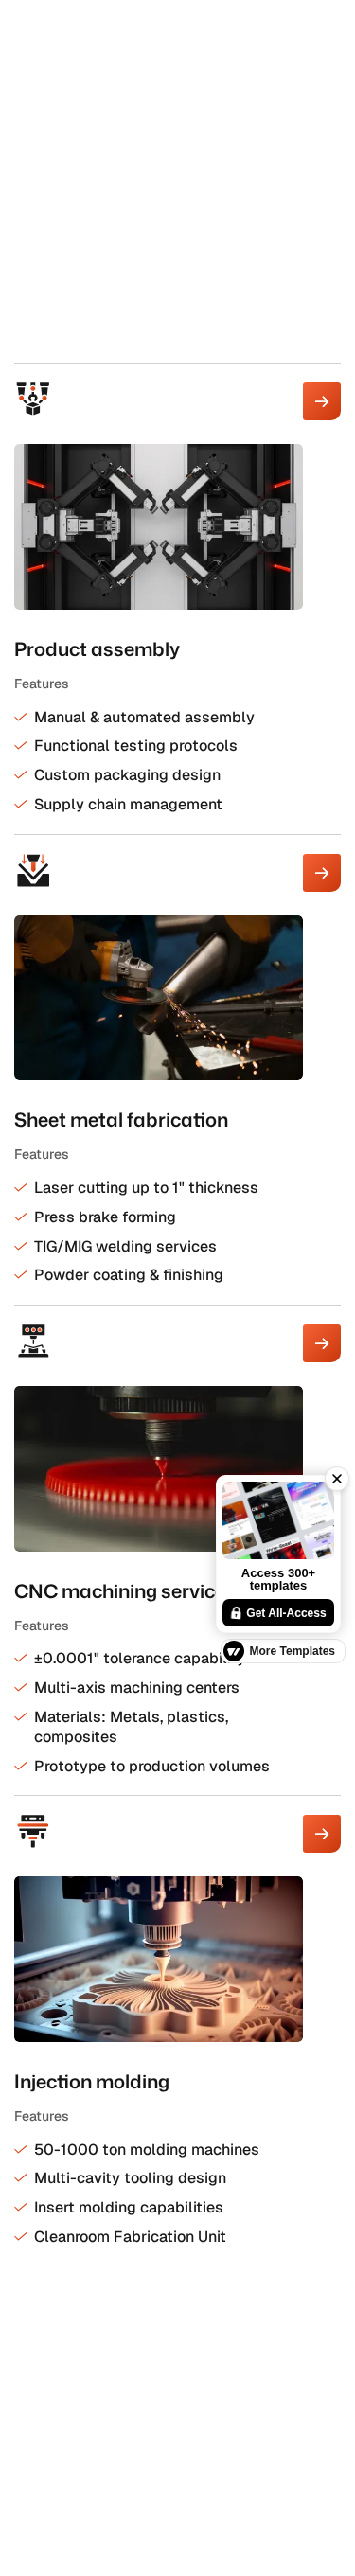 Product assembly
Features
Manual & automated assembly
Functional testing protocols
Custom packaging design
Supply chain management
Sheet metal fabrication
Features
Laser cutting up to 1" thickness
Press brake forming
TIG/MIG welding services
Powder coating & finishing
CNC machining service
Features
±0.0001" tolerance capability
Multi-axis machining centers
Materials: Metals, plastics,
composites
Prototype to production volumes
Access 300+
templates
Get All-Access
More Templates
Injection molding
Features
50-1000 ton molding machines
Multi-cavity tooling design
Insert molding capabilities
Cleanroom Fabrication Unit